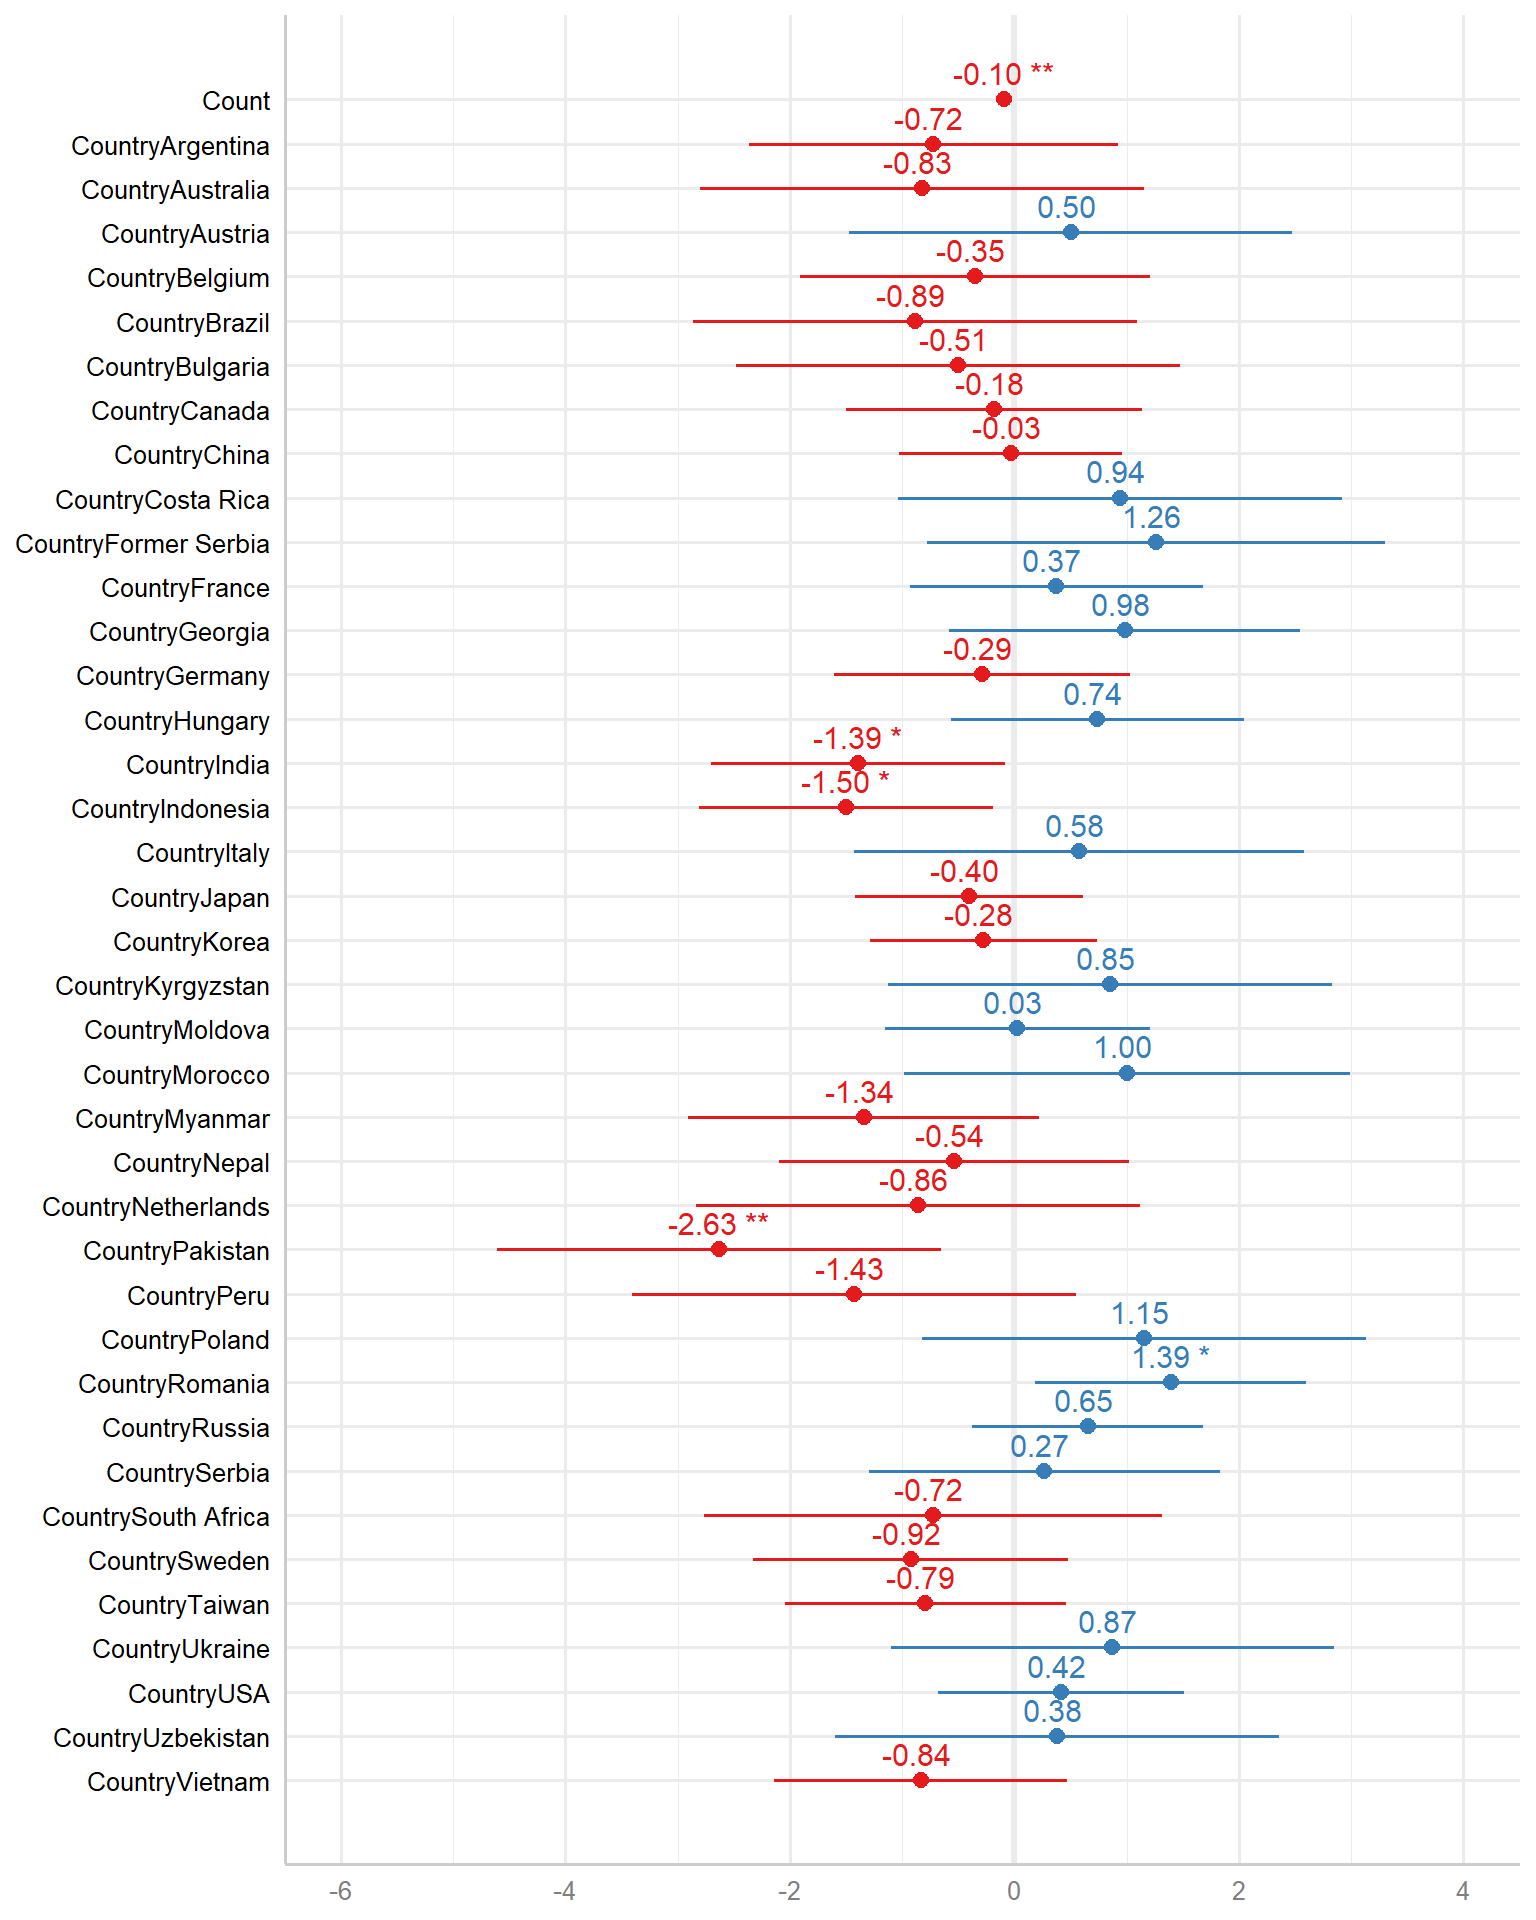 -0.10 **
Count
-0.72
CountryArgentina
-0.83
CountryAustralia
0.50
CountryAustria
-0.35
CountryBelgium
-0.89
CountryBrazil
-0.51
CountryBulgaria
-0.18
CountryCanada
-0.03
CountryChina
0.94
CountryCosta Rica
1.26
CountryFormer Serbia
0.37
CountryFrance
0.98
CountryGeorgia
-0.29
CountryGermany
0.74
CountryHungary
-1.39 *
CountryIndia
-1.50 *
CountryIndonesia
0.58
CountryItaly
-0.40
CountryJapan
-0.28
CountryKorea
0.85
CountryKyrgyzstan
0.03
CountryMoldova
1.00
CountryMorocco
-1.34
CountryMyanmar
-0.54
CountryNepal
-0.86
CountryNetherlands
-2.63 **
CountryPakistan
-1.43
CountryPeru
1.15
CountryPoland
1.39 *
CountryRomania
0.65
CountryRussia
0.27
CountrySerbia
-0.72
CountrySouth Africa
-0.92
CountrySweden
-0.79
CountryTaiwan
0.87
CountryUkraine
0.42
CountryUSA
0.38
CountryUzbekistan
-0.84
CountryVietnam
-6 -4 -2 0 2 4